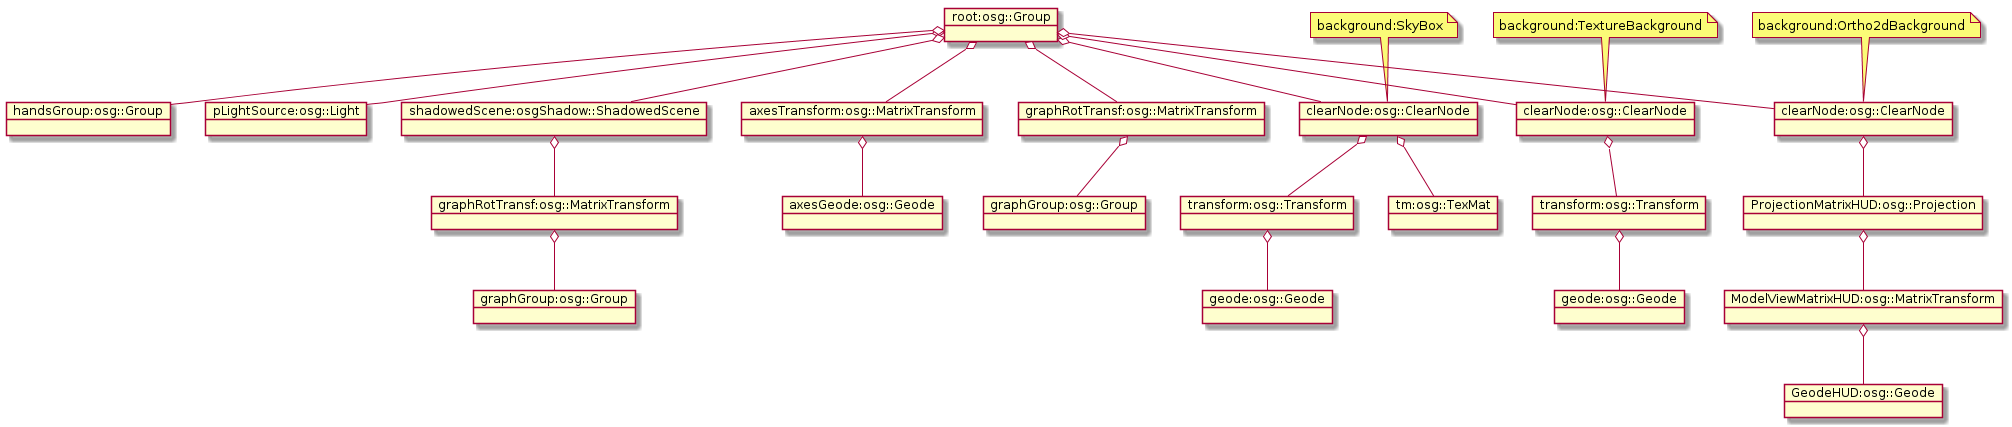 root:osg::Group
background:SkyBox
background:TextureBackground
background:Ortho2dBackground
handsGroup:osg::Group
pLightSource:osg::Light
shadowedScene:osgShadow::ShadowedScene
axesTransform:osg::MatrixTransform
graphRotTransf:osg::MatrixTransform
clearNode:osg::ClearNode
clearNode:osg::ClearNode
clearNode:osg::ClearNode
graphRotTransf:osg::MatrixTransform
axesGeode:osg::Geode
graphGroup:osg::Group
transform:osg::Transform
tm:osg::TexMat
transform:osg::Transform
ProjectionMatrixHUD:osg::Projection
graphGroup:osg::Group
geode:osg::Geode
geode:osg::Geode
ModelViewMatrixHUD:osg::MatrixTransform
GeodeHUD:osg::Geode